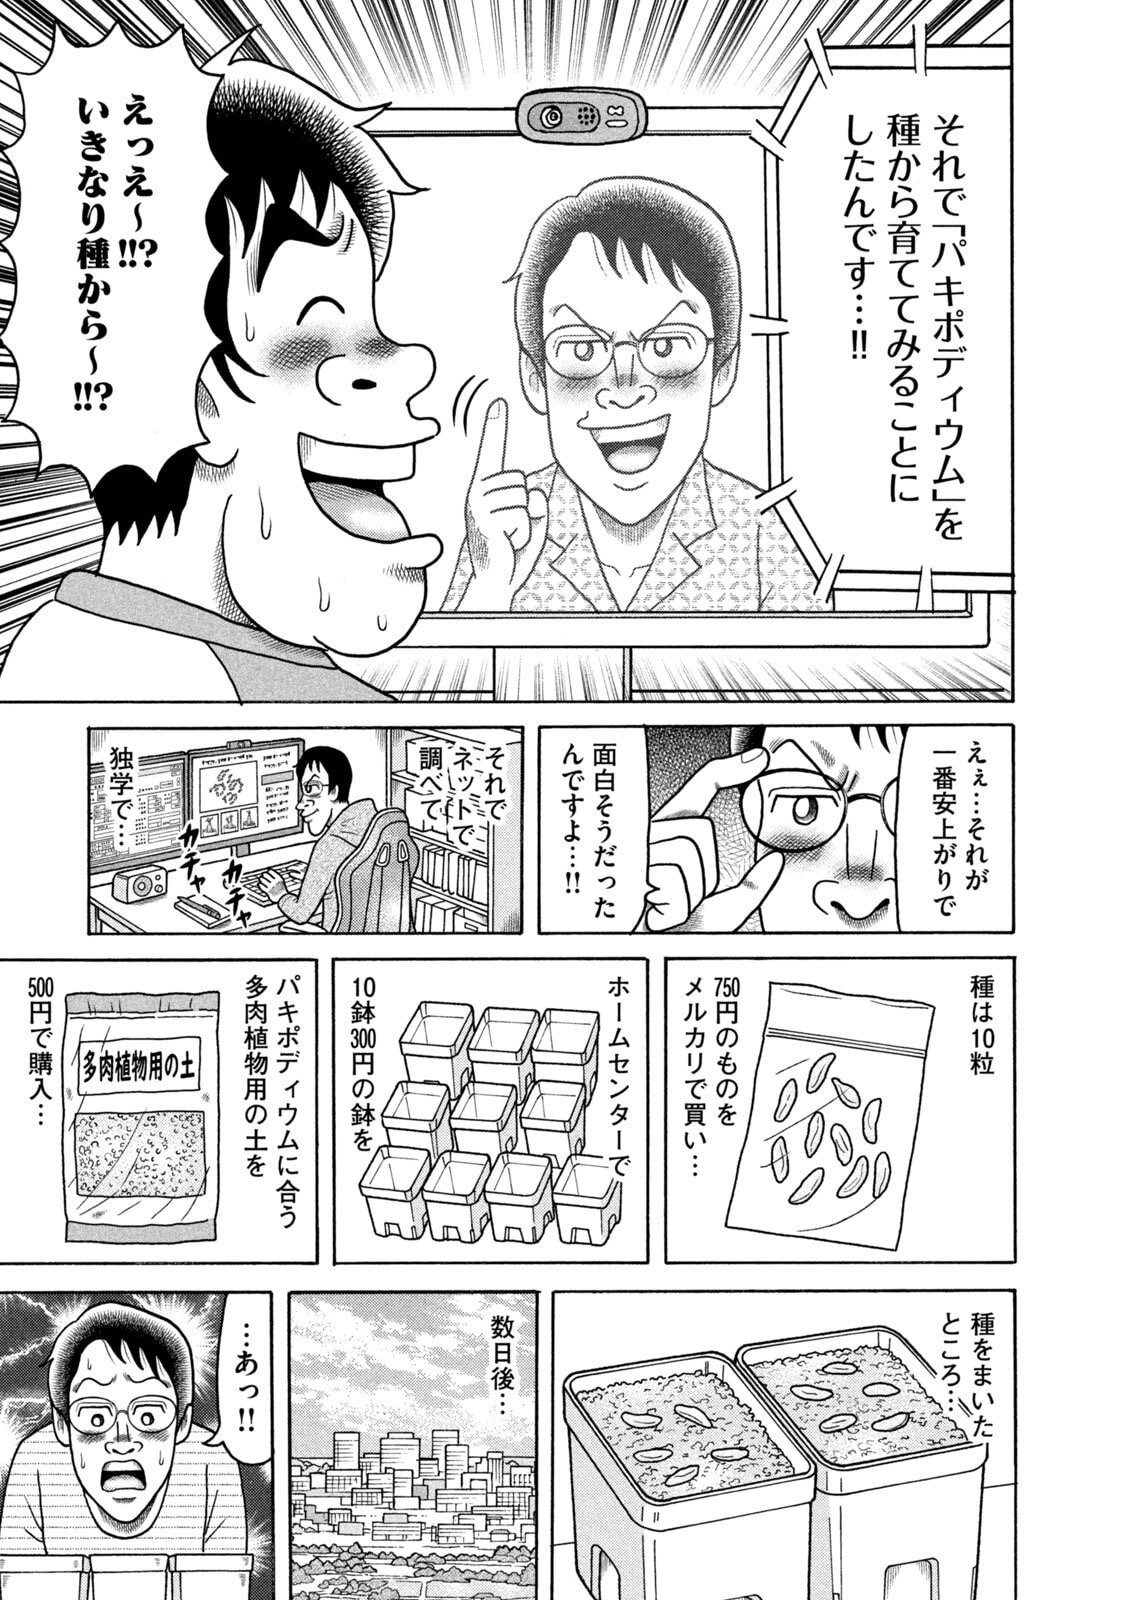 それで「パキポディウム」を
種から育ててみることに
したんです…!!
えっえ～!!?
いきなり種から～!!?
えぇ…それが
一番安上がりで
面白そうだった
んですよ…!!
それで
ネットで
調べて
独学で…
カチャ
カチャ
種は10粒
750円のものを
メルカリで買い…
ホームセンターで
10鉢300円の鉢を
パキポディウムに合う
多肉植物用の土を
500円で購入…
多肉植物用の土
種をまいた
ところ…
数日後…
…あっ!!